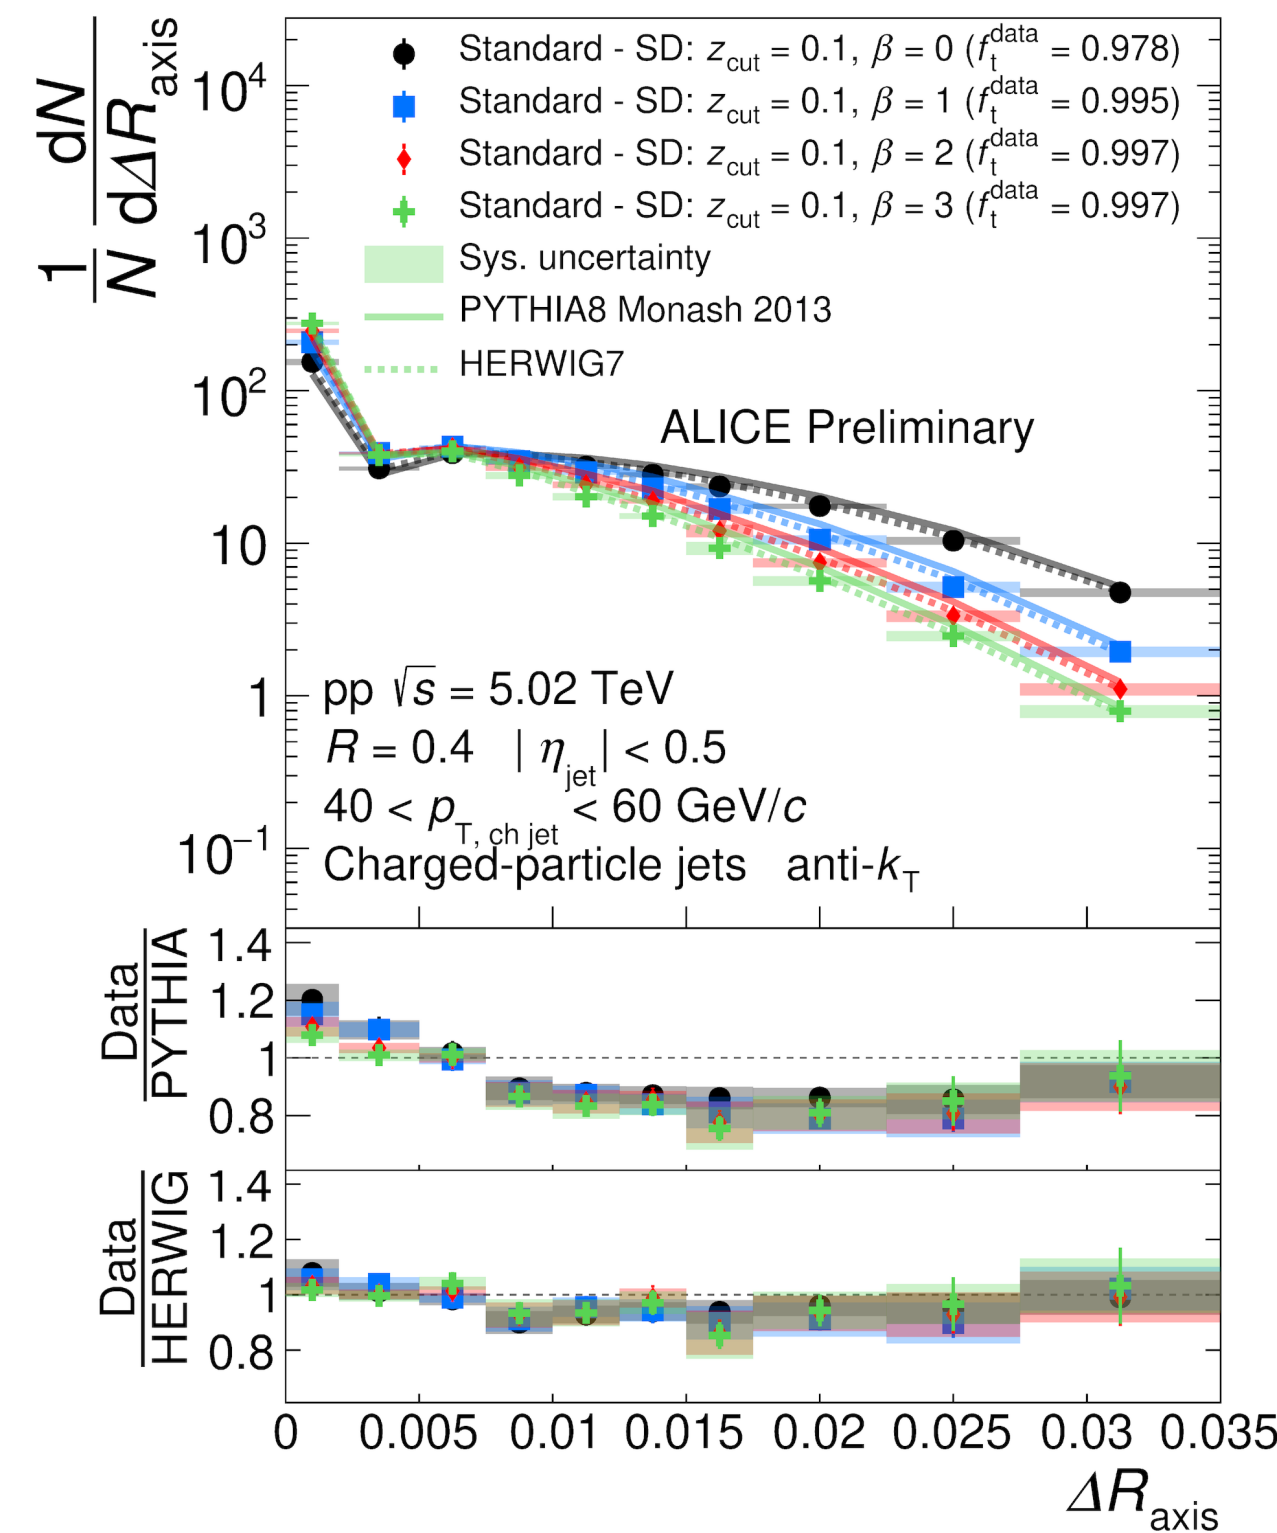 1/N dN/dΔR_axis
Standard - SD: z_cut = 0.1, β = 0 (f_t^data = 0.978)
Standard - SD: z_cut = 0.1, β = 1 (f_t^data = 0.995)
Standard - SD: z_cut = 0.1, β = 2 (f_t^data = 0.997)
Standard - SD: z_cut = 0.1, β = 3 (f_t^data = 0.997)
Sys. uncertainty
PYTHIA8 Monash 2013
HERWIG7
ALICE Preliminary
10^4
10^3
10^2
10
1
10^−1
pp √s = 5.02 TeV
R = 0.4 | η_jet | < 0.5
40 < p_T, ch jet < 60 GeV/c
Charged-particle jets anti-k_T
Data/PYTHIA
1.4
1.2
1
0.8
Data/HERWIG
1.4
1.2
1
0.8
0 0.005 0.01 0.015 0.02 0.025 0.03 0.035
ΔR_axis